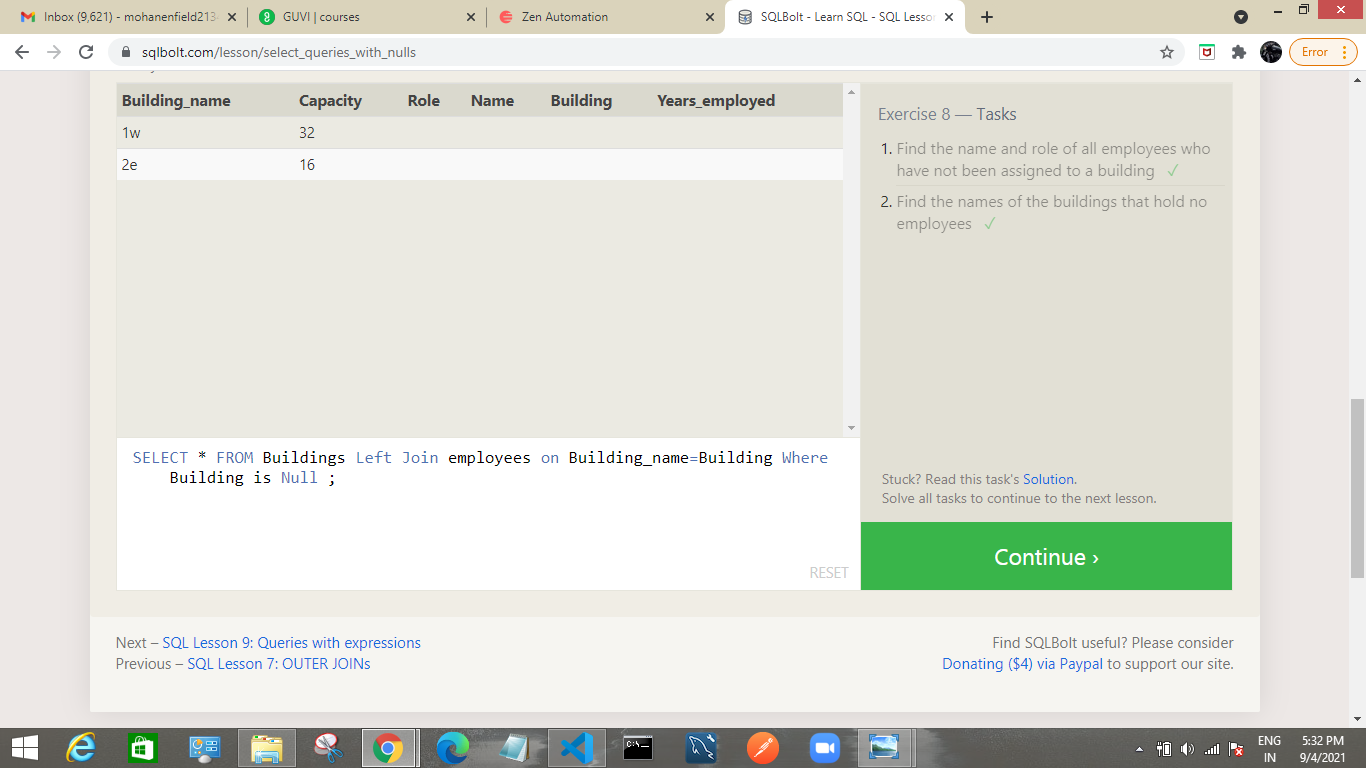 Inbox (9,621) - mohanenfield213
GUVI | courses
Zen Automation
SQLBolt - Learn SQL - SQL Lesso
sqlbolt.com/lesson/select_queries_with_nulls
Error
Building_name Capacity Role Name Building Years_employed
1w 32
2e 16
SELECT * FROM Buildings Left Join employees on Building_name=Building Where
Building is Null ;
RESET
Exercise 8 — Tasks
1. Find the name and role of all employees who
have not been assigned to a building ✓
2. Find the names of the buildings that hold no
employees ✓
Stuck? Read this task's Solution.
Solve all tasks to continue to the next lesson.
Continue ›
Next – SQL Lesson 9: Queries with expressions
Previous – SQL Lesson 7: OUTER JOINs
Find SQLBolt useful? Please consider
Donating ($4) via Paypal to support our site.
ENG
IN
5:32 PM
9/4/2021